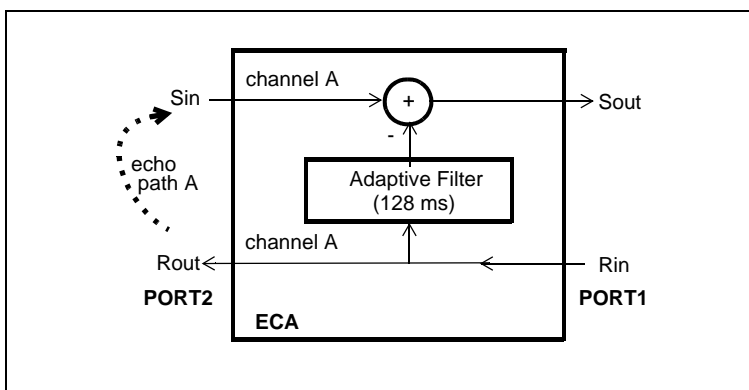 channel A
Sin
+
Sout
-
echo
path A
Adaptive Filter
(128 ms)
channel A
Rout
Rin
PORT2
PORT1
ECA